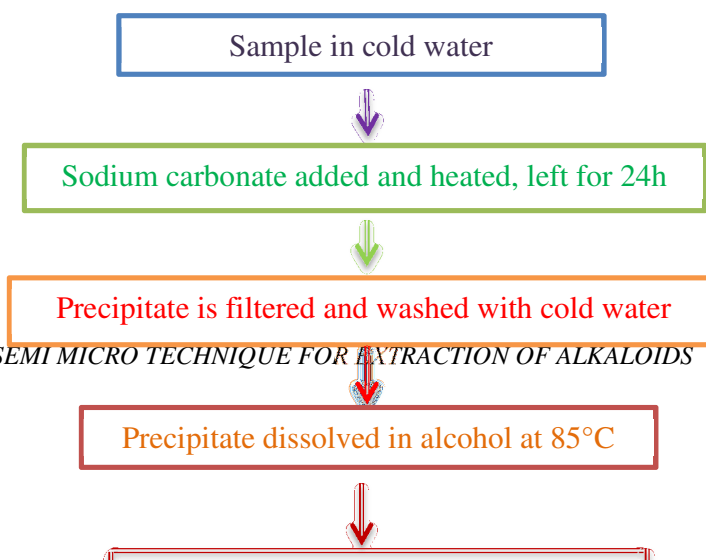 Sample in cold water
Sodium carbonate added and heated, left for 24h
Precipitate is filtered and washed with cold water
SEMI MICRO TECHNIQUE FOR EXTRACTION OF ALKALOIDS
Precipitate dissolved in alcohol at 85°C